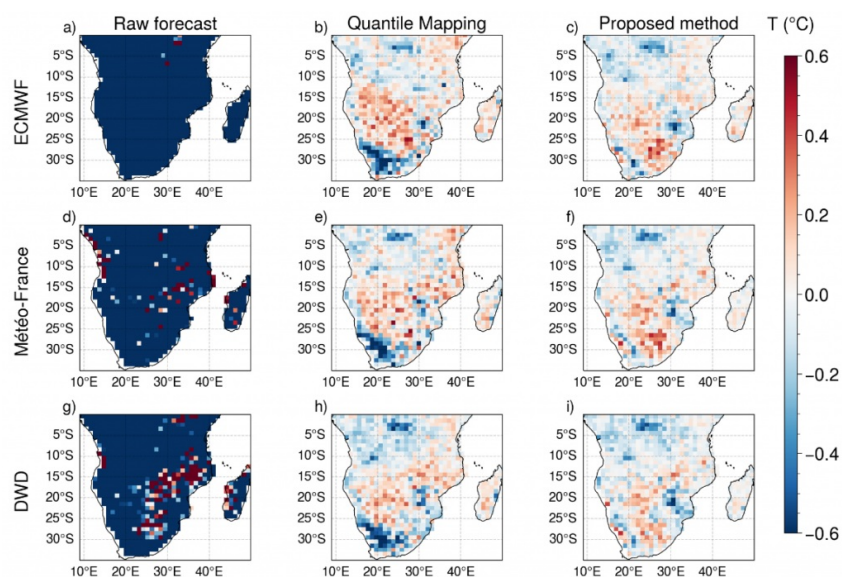 Raw forecast Quantile Mapping Proposed method T (°C)
a) b) c)
ECMWF
5°S 5°S 5°S
10°S 10°S 10°S
15°S 15°S 15°S
20°S 20°S 20°S
25°S 25°S 25°S
30°S 30°S 30°S
10°E 20°E 30°E 40°E 10°E 20°E 30°E 40°E 10°E 20°E 30°E 40°E
d) e) f)
Météo-France
5°S 5°S 5°S
10°S 10°S 10°S
15°S 15°S 15°S
20°S 20°S 20°S
25°S 25°S 25°S
30°S 30°S 30°S
10°E 20°E 30°E 40°E 10°E 20°E 30°E 40°E 10°E 20°E 30°E 40°E
g) h) i)
DWD
5°S 5°S 5°S
10°S 10°S 10°S
15°S 15°S 15°S
20°S 20°S 20°S
25°S 25°S 25°S
30°S 30°S 30°S
10°E 20°E 30°E 40°E 10°E 20°E 30°E 40°E 10°E 20°E 30°E 40°E
0.6
0.4
0.2
0.0
−0.2
−0.4
−0.6